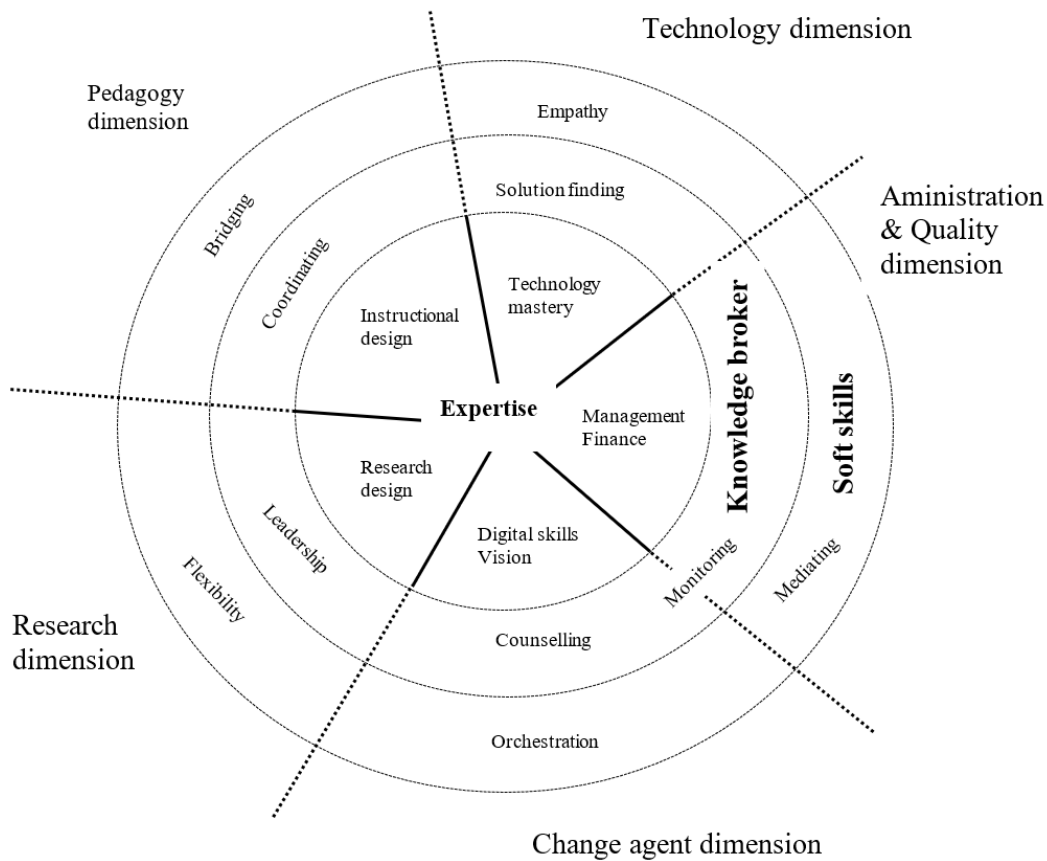 Technology dimension
Pedagogy
dimension
Empathy
Solution finding
Aministration
& Quality
dimension
Bridging
Coordinating
Technology
mastery
Instructional
design
Expertise
Management
Finance
Knowledge broker
Soft skills
Research
design
Digital skills
Vision
Leadership
Flexibility
Monitoring
Mediating
Research
dimension
Counselling
Orchestration
Change agent dimension